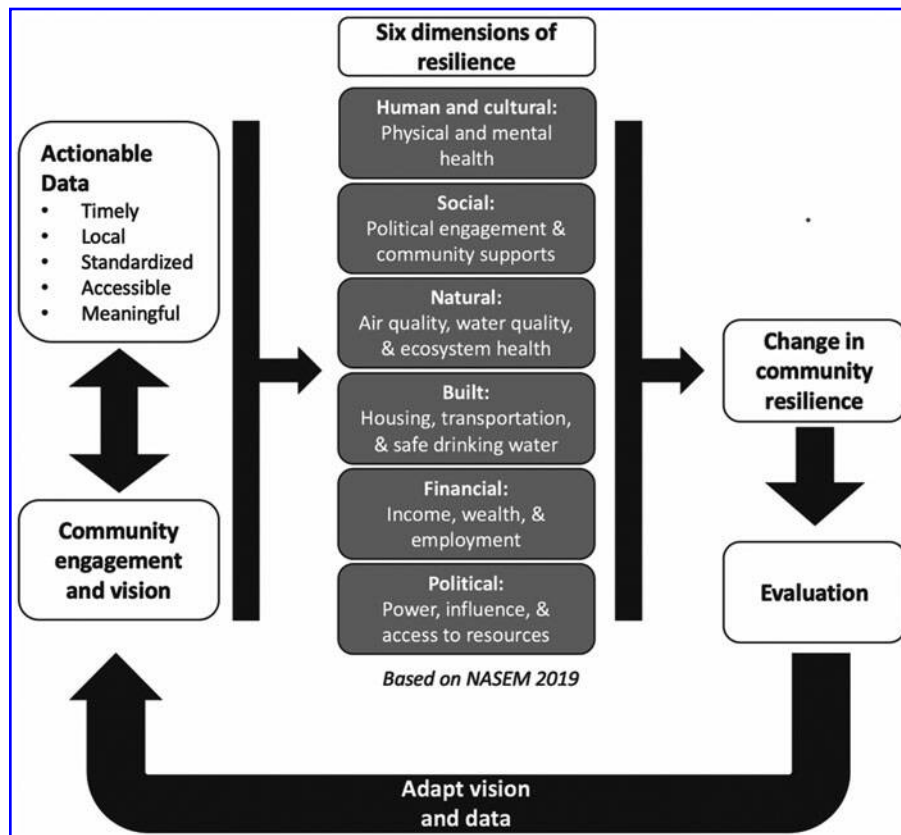 Six dimensions of
resilience
Actionable
Data
• Timely
• Local
• Standardized
• Accessible
• Meaningful
Community
engagement
and vision
Human and cultural:
Physical and mental
health
Social:
Political engagement &
community supports
Natural:
Air quality, water quality,
& ecosystem health
Built:
Housing, transportation,
& safe drinking water
Financial:
Income, wealth, &
employment
Political:
Power, influence, &
access to resources
Based on NASEM 2019
Change in
community
resilience
Evaluation
Adapt vision
and data